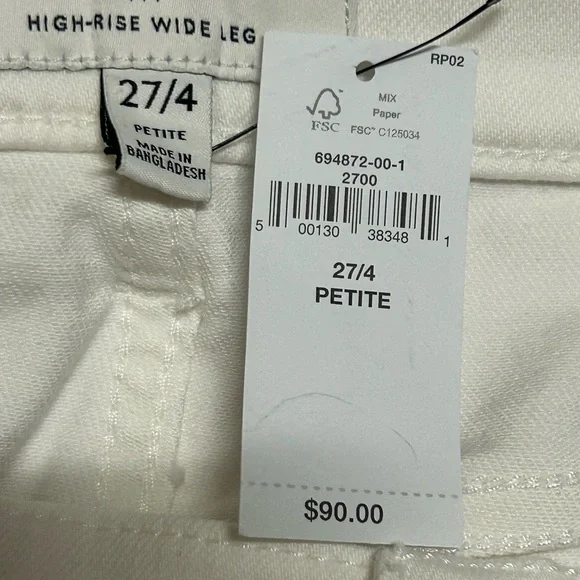 HIGH-RISE WIDE LEG
27/4
PETITE
MADE IN
BANGLADESH
RP02
MIX
Paper
FSC
FSC™ C125034
694872-00-1
2700
5 00130 38348 1
27/4
PETITE
$90.00